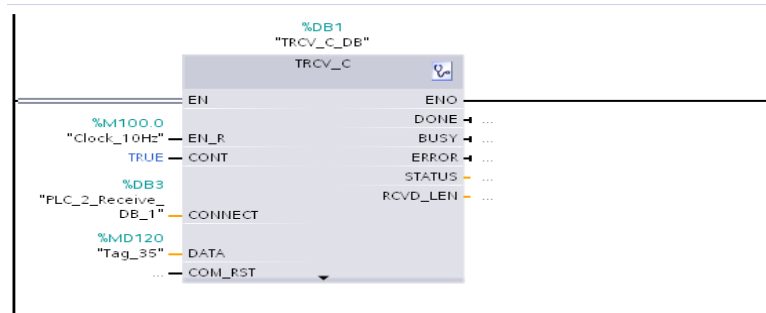 %DB1
"TRCV_C_DB"
TRCV_C
EN ENO
%M100.0 DONE ...
"Clock_10Hz" EN_R BUSY ...
TRUE CONT ERROR ...
STATUS ...
%DB3 RCVD_LEN ...
"PLC_2_Receive_
DB_1" CONNECT
%MD120
"Tag_35" DATA
... COM_RST